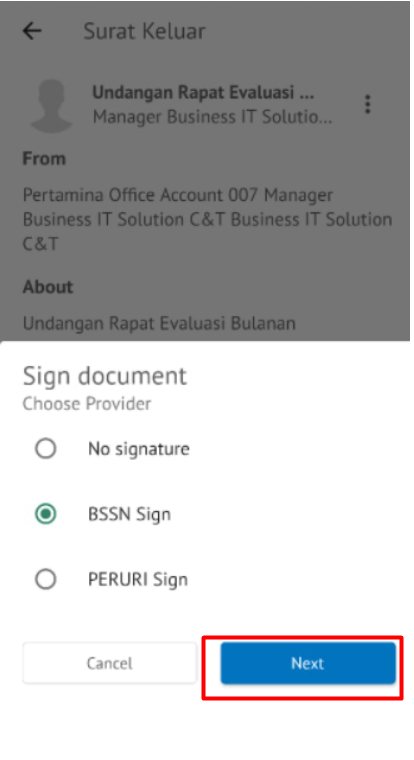 Surat Keluar
Undangan Rapat Evaluasi ...
Manager Business IT Solutio...
From
Pertamina Office Account 007 Manager
Business IT Solution C&T Business IT Solution
C&T
About
Undangan Rapat Evaluasi Bulanan
Sign document
Choose Provider
No signature
BSSN Sign
PERURI Sign
Cancel
Next